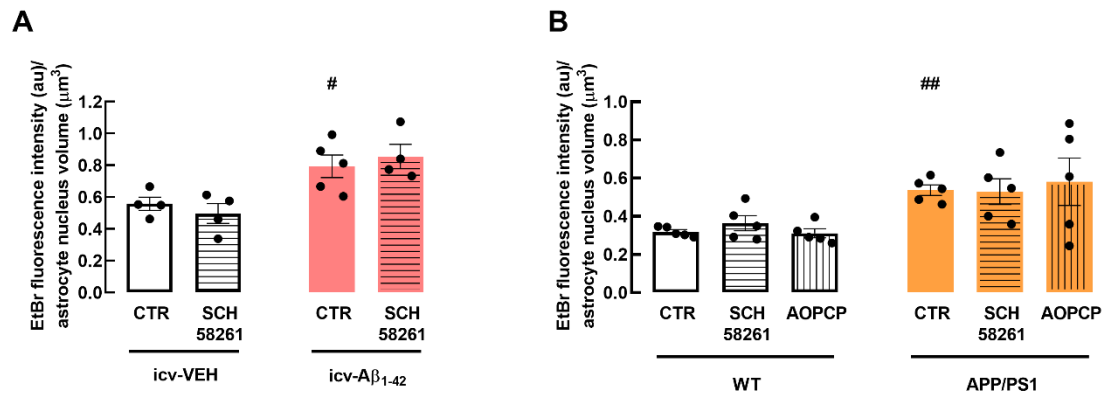 A
EtBr fluorescence intensity (au)/
astrocyte nucleus volume (μm³)
1.2
1.0
0.8
0.6
0.4
0.2
0.0
#
CTR
SCH
58261
CTR
SCH
58261
icv-VEH
icv-Aβ₁₋₄₂
B
EtBr fluorescence intensity (au)/
astrocyte nucleus volume (μm³)
1.0
0.8
0.6
0.4
0.2
0.0
##
CTR
SCH
58261
AOPCP
CTR
SCH
58261
AOPCP
WT
APP/PS1